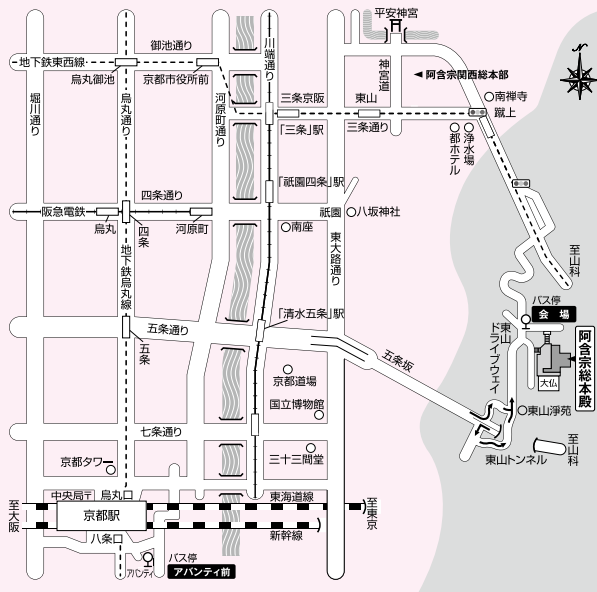 平安神宮
御池通り
川端通り
地下鉄東西線
烏丸御池
京都市役所前
神宮道
阿含宗関西総本部
N
堀川通り
烏丸通り
河原町通り
三条京阪
東山
南禅寺
蹴上
「三条」駅
三条通り
浄水場
都ホテル
四条通り
「祇園四条」駅
阪急電鉄
烏丸
四条
河原町
祇園
八坂神社
南座
東大路通り
地下鉄烏丸線
至山科
バス停
会場
「清水五条」駅
五条通り
五条
五条坂
東山ドライブウェイ
阿含宗総本殿
大仏
京都道場
国立博物館
東山淨苑
七条通り
京都タワー
三十三間堂
東山トンネル
至山科
中央局〒
烏丸口
東海道線
至大阪
京都駅
至東京
新幹線
八条口
バス停
アバンティ
アバンティ前